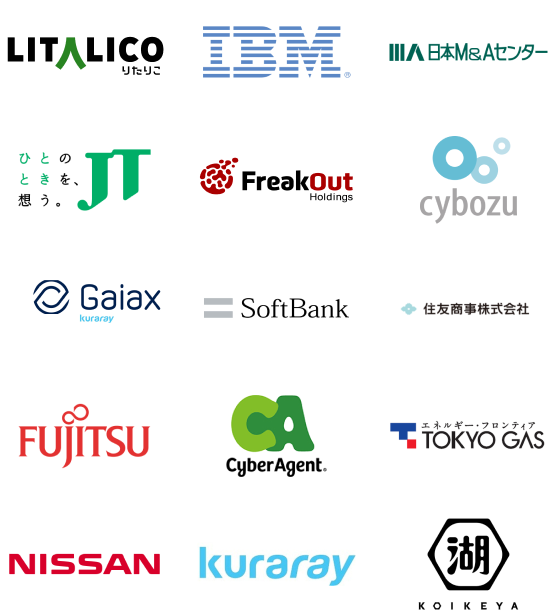 LITALICO
りたりこ
IBM®
日本M&Aセンター
ひとの
ときを、
想う。
JT
FreakOut
Holdings
cybozu
Gaiax
kuraray
SoftBank
住友商事株式会社
FUJITSU
CA
CyberAgent®
エネルギー・フロンティア
TOKYO GAS
NISSAN
kuraray
湖
KOIKEYA